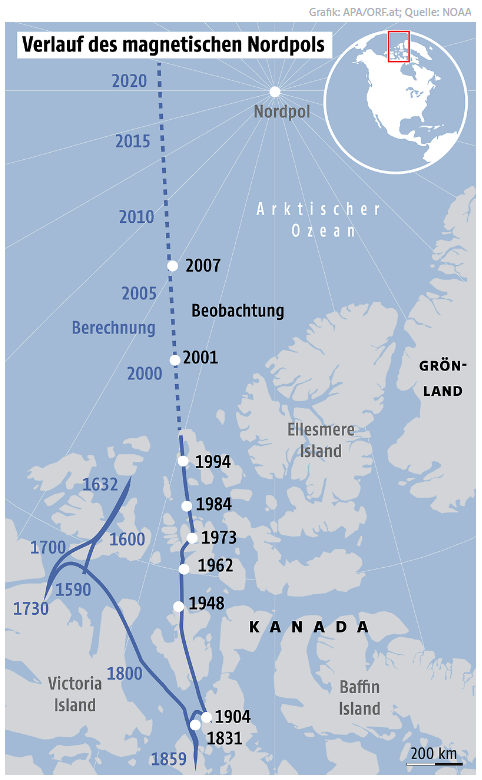 Grafik: APA/ORF.at; Quelle: NOAA
Verlauf des magnetischen Nordpols
2020
Nordpol
2015
Arktischer
Ozean
2010
2007
2005
Beobachtung
Berechnung
2001
2000
GRÖN-
LAND
Ellesmere
Island
1994
1632
1984
1600
1973
1700
1962
1590
1730
1948
KANADA
1800
Victoria
Island
Baffin
Island
1904
1831
1859
200 km